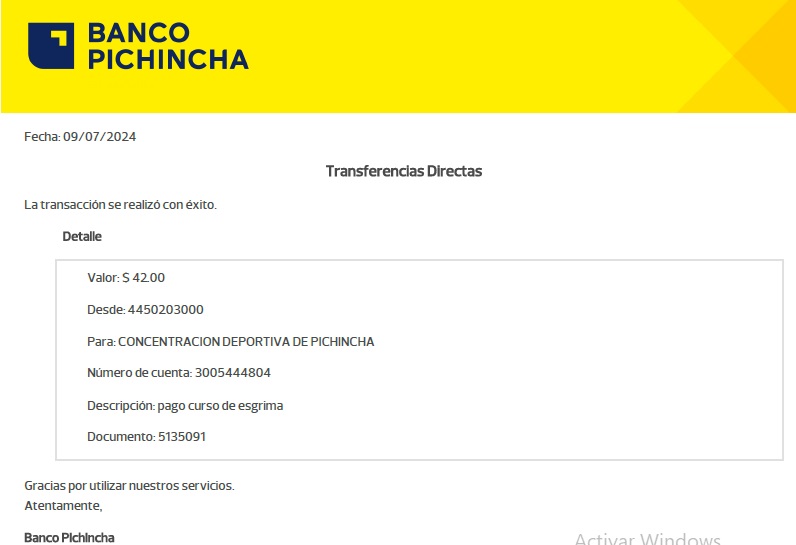 BANCO
PICHINCHA
Fecha: 09/07/2024
Transferencias Directas
La transacción se realizó con éxito.
Detalle
Valor: $ 42.00
Desde: 4450203000
Para: CONCENTRACION DEPORTIVA DE PICHINCHA
Número de cuenta: 3005444804
Descripción: pago curso de esgrima
Documento: 5135091
Gracias por utilizar nuestros servicios.
Atentamente,
Banco Pichincha
Activar Windows